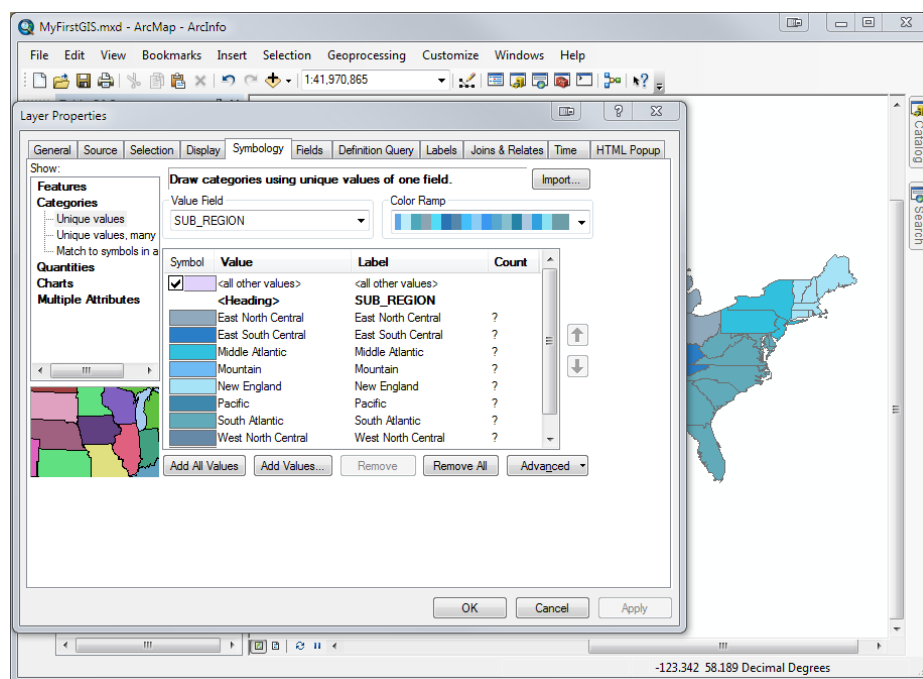 MyFirstGIS.mxd - ArcMap - ArcInfo
File Edit View Bookmarks Insert Selection Geoprocessing Customize Windows Help
1:41,970,865
Layer Properties
General Source Selection Display Symbology Fields Definition Query Labels Joins & Relates Time HTML Popup
Show:
Features
Categories
Unique values
Unique values, many
Match to symbols in a
Quantities
Charts
Multiple Attributes
Draw categories using unique values of one field.
Import...
Value Field
Color Ramp
SUB_REGION
Symbol Value Label Count
<all other values> <all other values>
<Heading> SUB_REGION
East North Central East North Central ?
East South Central East South Central ?
Middle Atlantic Middle Atlantic ?
Mountain Mountain ?
New England New England ?
Pacific Pacific ?
South Atlantic South Atlantic ?
West North Central West North Central ?
Add All Values Add Values... Remove Remove All Advanced
OK Cancel Apply
Catalog
Search
-123.342 58.189 Decimal Degrees